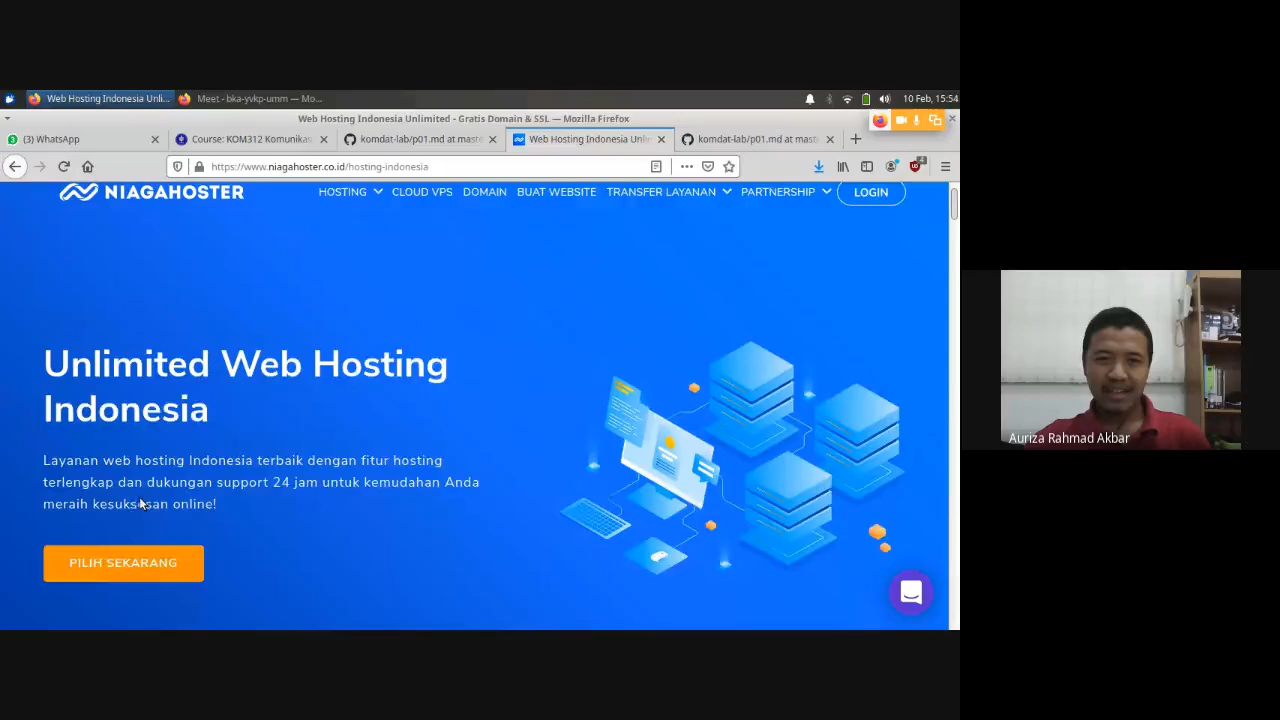 Web Hosting Indonesia Unli...
Meet - bka-yvkp-umm — Mo...
10 Feb, 15:54
Web Hosting Indonesia Unlimited - Gratis Domain & SSL — Mozilla Firefox
(3) WhatsApp
Course: KOM312 Komunikas
komdat-lab/p01.md at maste
Web Hosting Indonesia Unlim
komdat-lab/p01.md at maste
https://www.niagahoster.co.id/hosting-indonesia
NIAGAHOSTER
HOSTING
CLOUD VPS
DOMAIN
BUAT WEBSITE
TRANSFER LAYANAN
PARTNERSHIP
LOGIN
Unlimited Web Hosting
Indonesia
Layanan web hosting Indonesia terbaik dengan fitur hosting
terlengkap dan dukungan support 24 jam untuk kemudahan Anda
meraih kesuksesan online!
PILIH SEKARANG
Auriza Rahmad Akbar